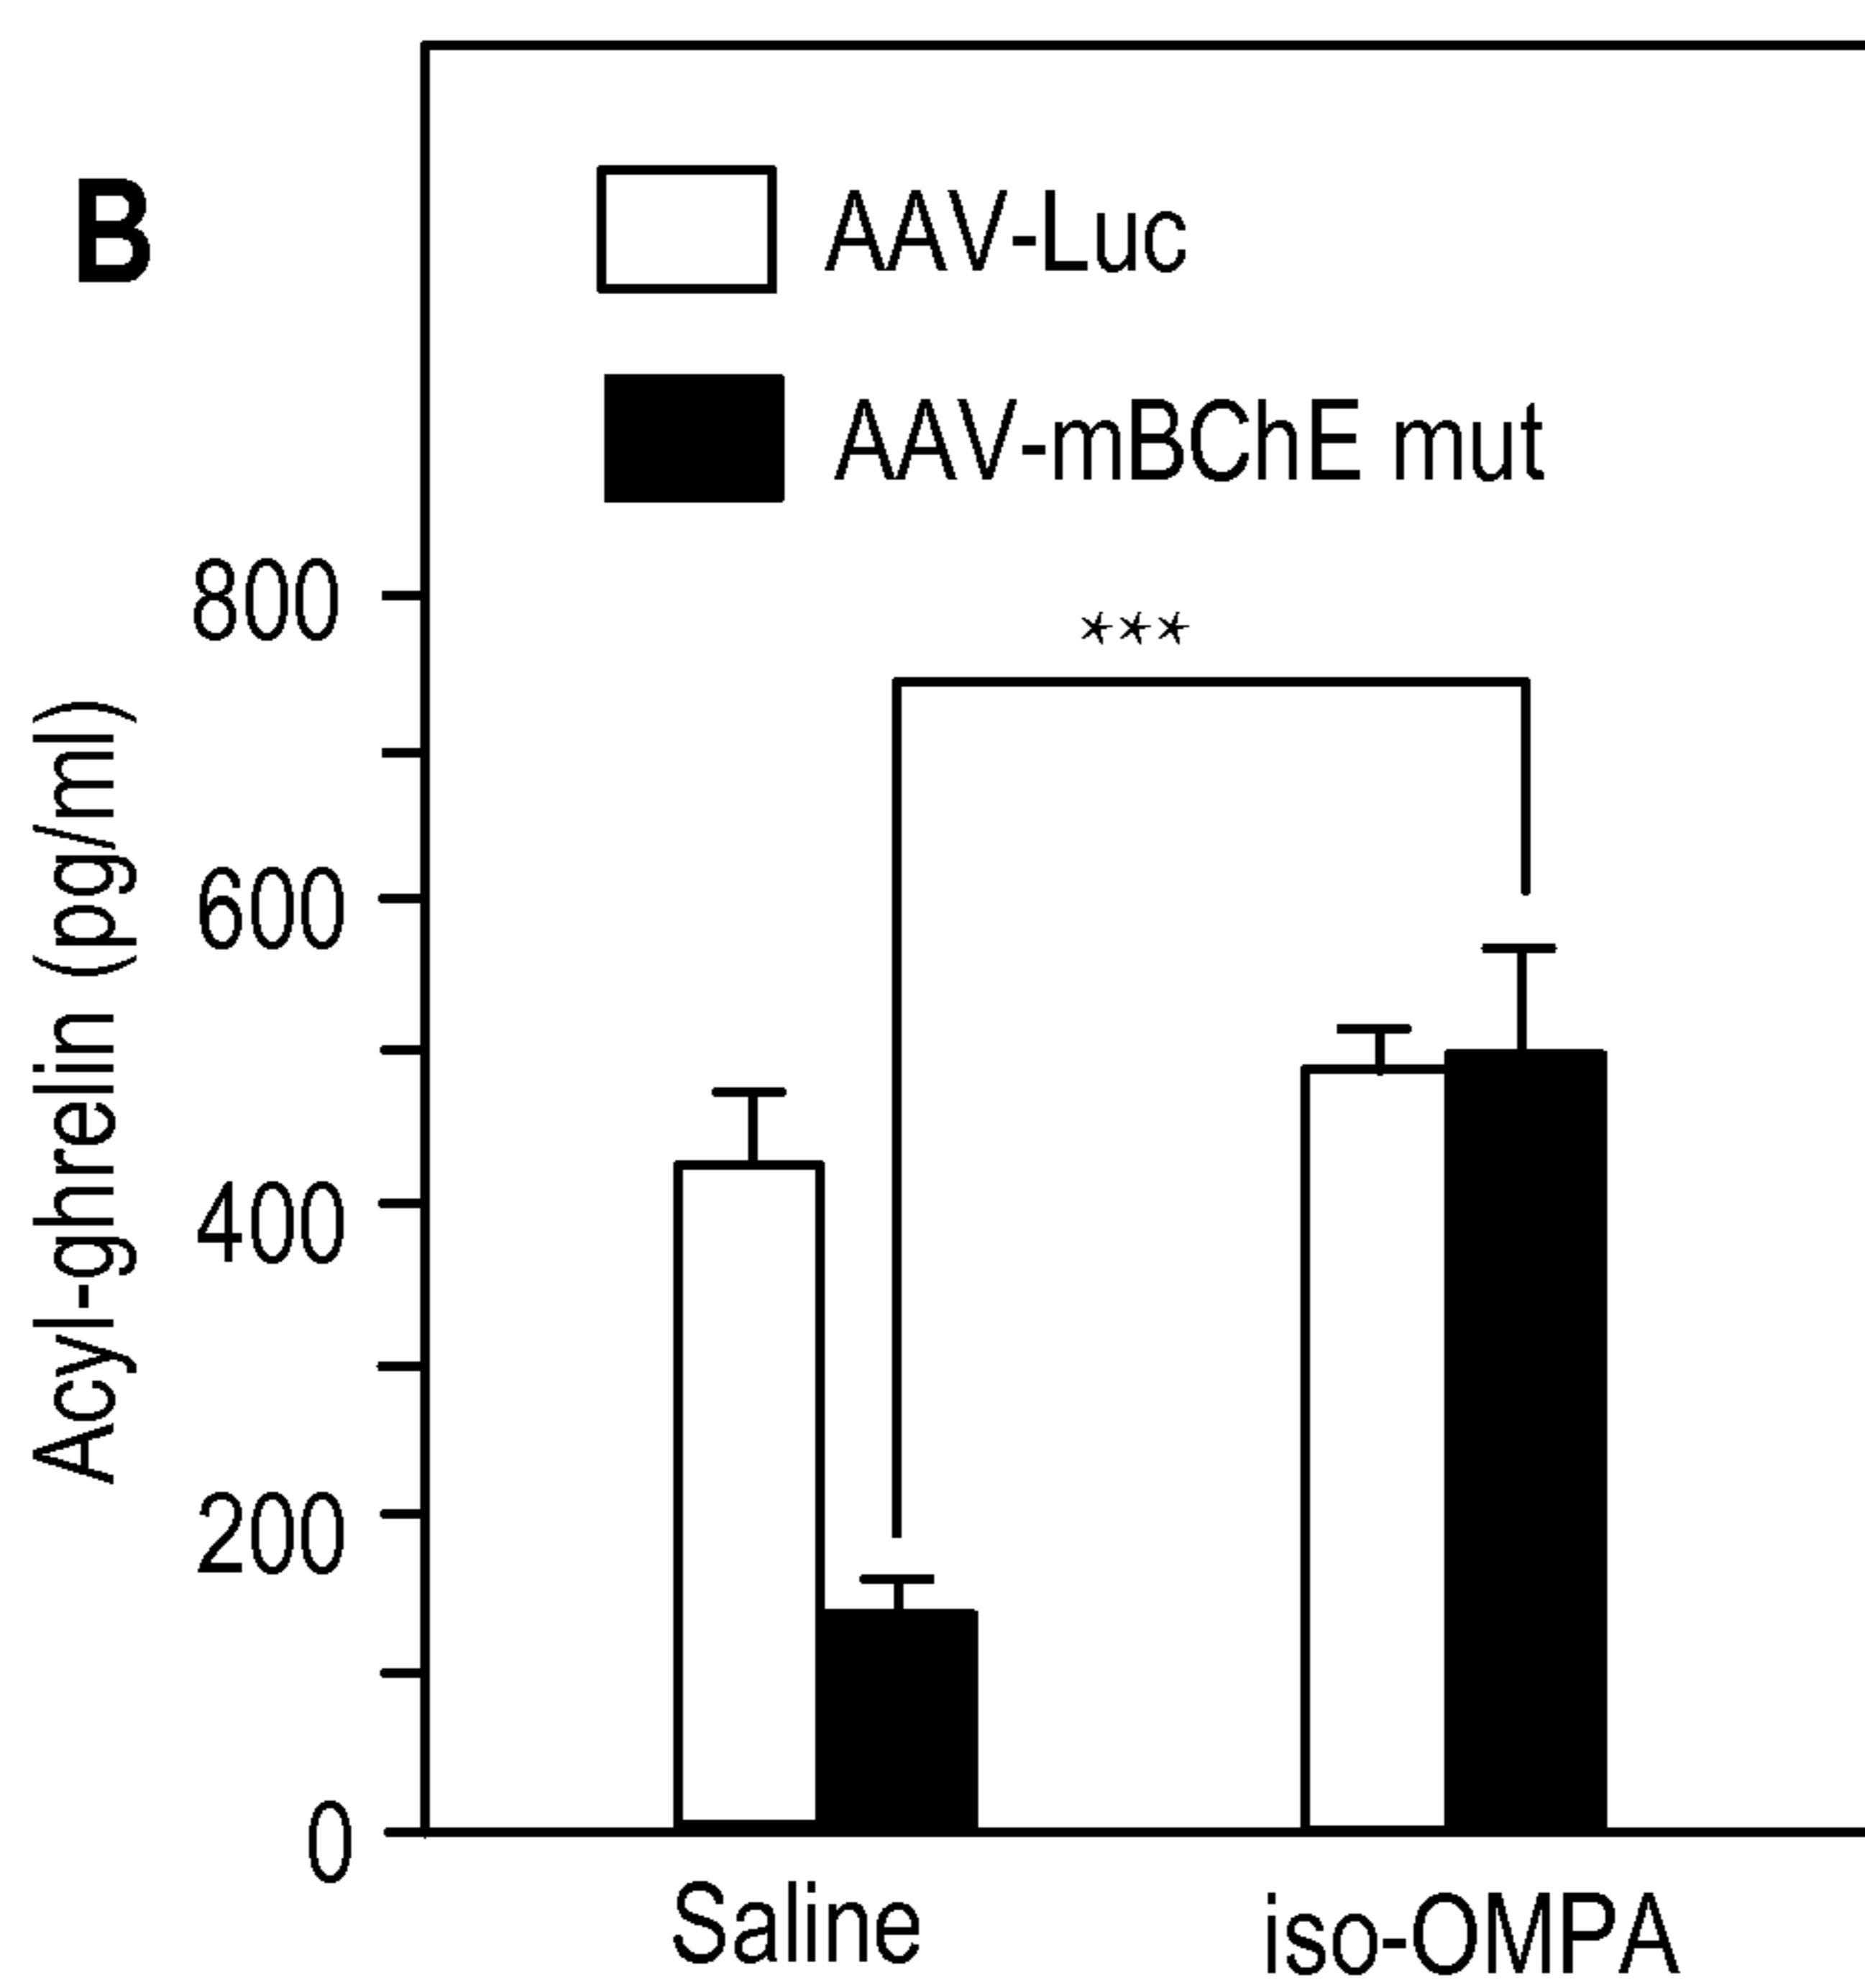 B
AAV-Luc
AAV-mBChE mut
Acyl-ghrelin (pg/ml)
800
600
400
200
0
***
Saline
iso-OMPA